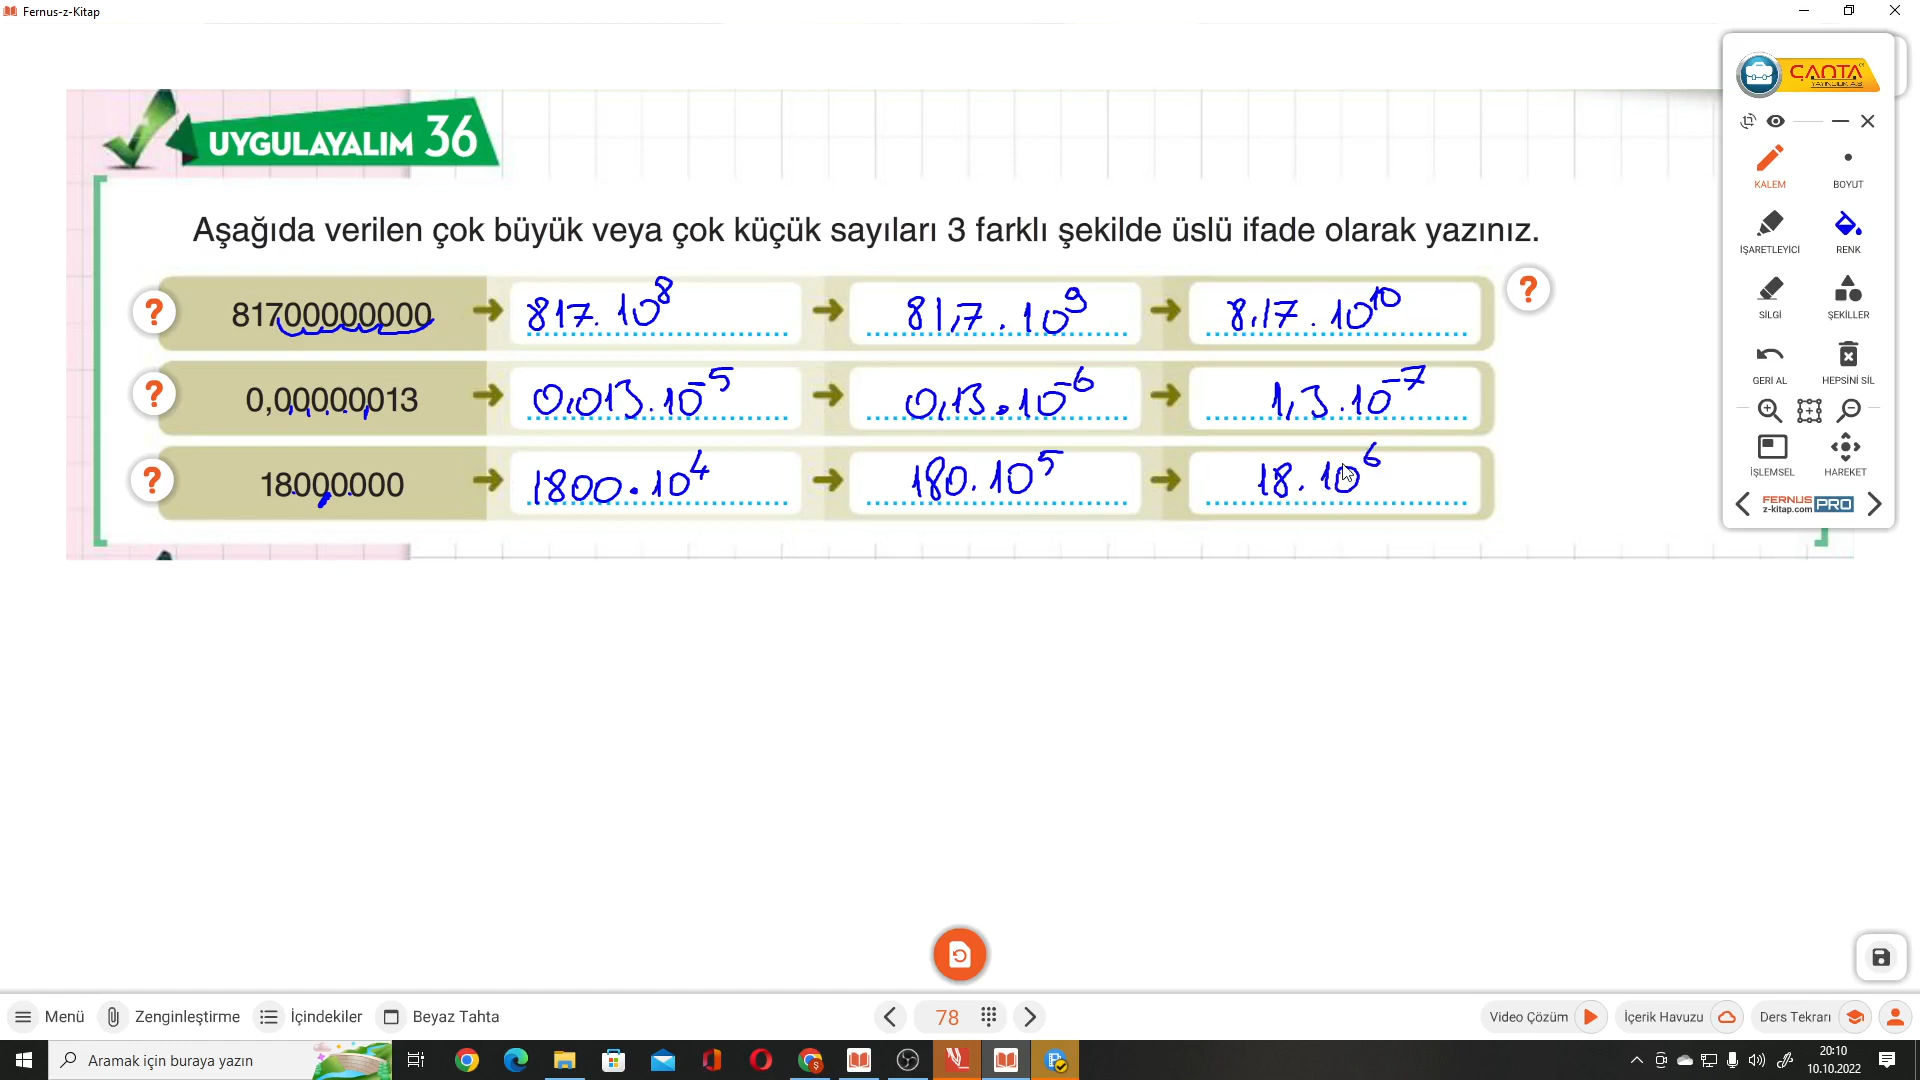 Fernus-z-Kitap
ÇANTA
YAYINCILIK A.Ş.
UYGULAYALIM 36
Aşağıda verilen çok büyük veya çok küçük sayıları 3 farklı şekilde üslü ifade olarak yazınız.
? 81700000000 817. 10⁸ 81,7 . 10⁹ 8,17 . 10¹⁰ ?
? 0,00000013 0,013.10⁻⁵ 0,13.10⁻⁶ 1,3.10⁻⁷
? 18000000 1800.10⁴ 180.10⁵ 18.10⁶
KALEM BOYUT
İŞARETLEYİCİ RENK
SİLGİ ŞEKİLLER
GERİ AL HEPSİNİ SİL
İŞLEMSEL HAREKET
FERNUS PRO
z-kitap.com
Menü Zenginleştirme İçindekiler Beyaz Tahta 78 Video Çözüm İçerik Havuzu Ders Tekrarı
Aramak için buraya yazın
20:10
10.10.2022